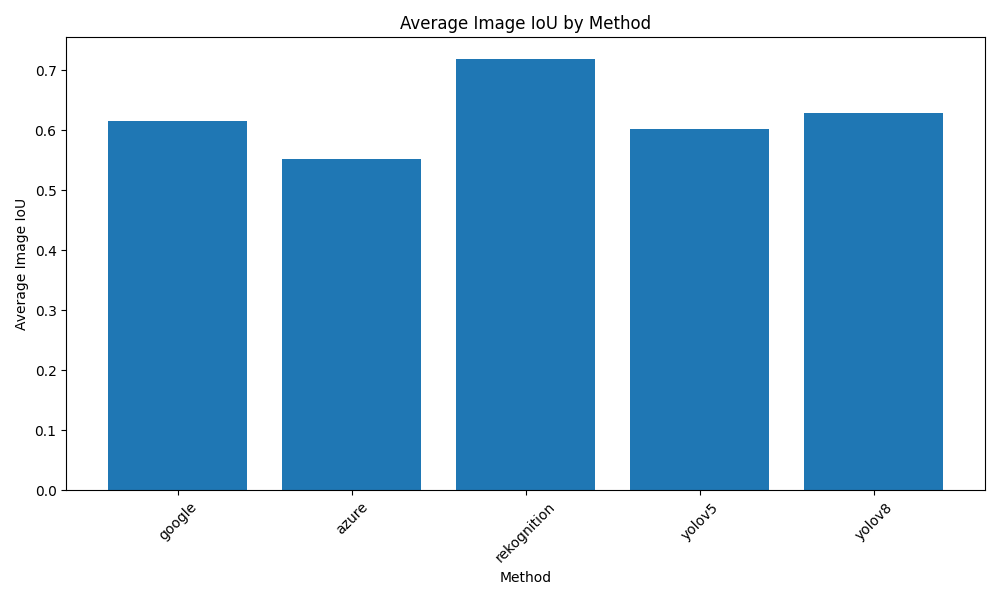 Average Image IoU by Method
Average Image IoU
0.7
0.6
0.5
0.4
0.3
0.2
0.1
0.0
google
azure
rekognition
yolov5
yolov8
Method